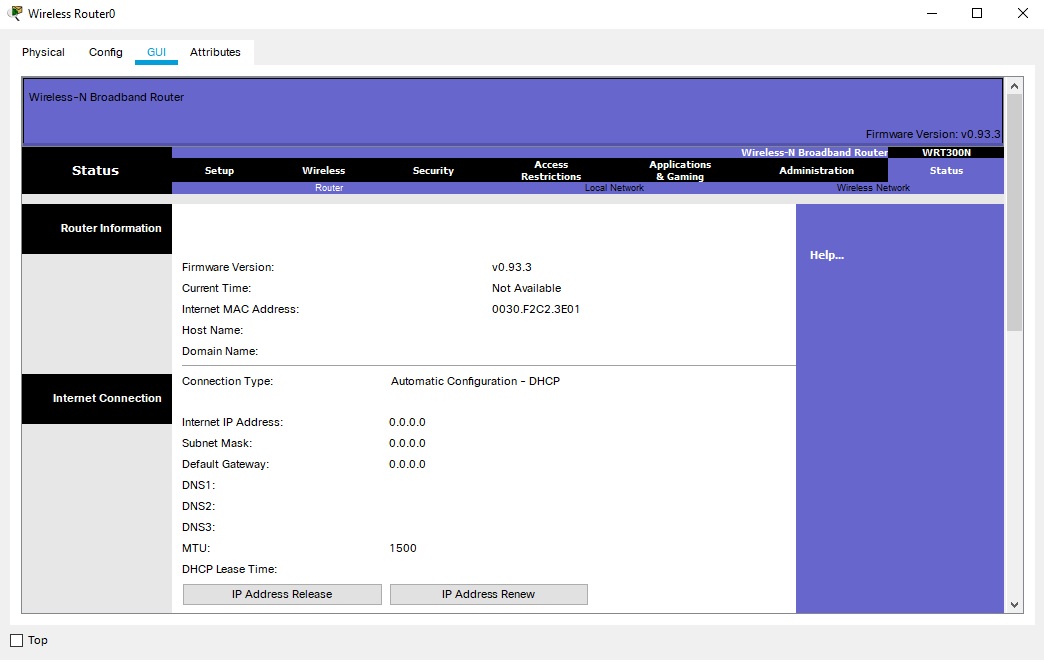 Wireless Router0
Physical Config GUI Attributes
Wireless-N Broadband Router
Firmware Version: v0.93.3
Wireless-N Broadband Router WRT300N
Status Setup Wireless Security Access Restrictions Applications & Gaming Administration Status
Router Local Network Wireless Network
Router Information
Help...
Firmware Version: v0.93.3
Current Time: Not Available
Internet MAC Address: 0030.F2C2.3E01
Host Name:
Domain Name:
Internet Connection
Connection Type: Automatic Configuration - DHCP
Internet IP Address: 0.0.0.0
Subnet Mask: 0.0.0.0
Default Gateway: 0.0.0.0
DNS1:
DNS2:
DNS3:
MTU: 1500
DHCP Lease Time:
IP Address Release IP Address Renew
Top